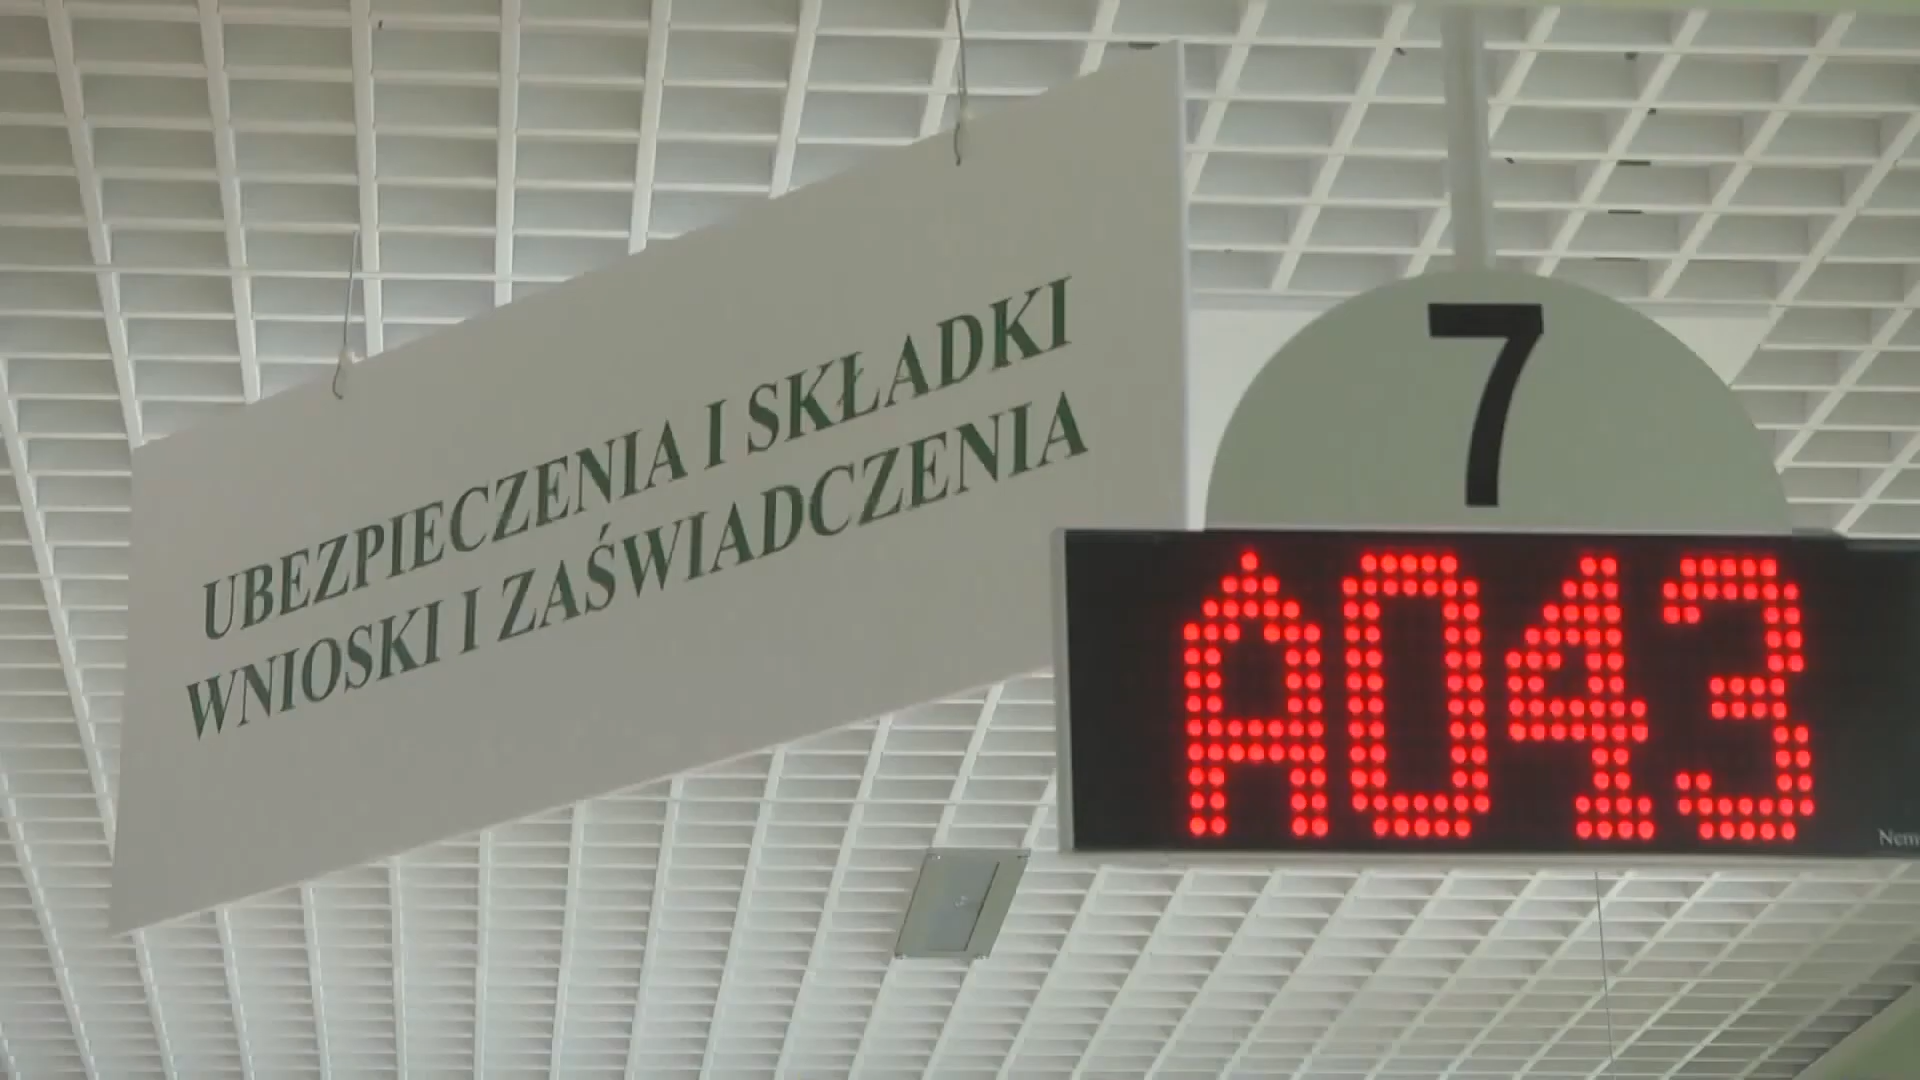 UBEZPIECZENIA I SKŁADKI
WNIOSKI I ZAŚWIADCZENIA
7
A043